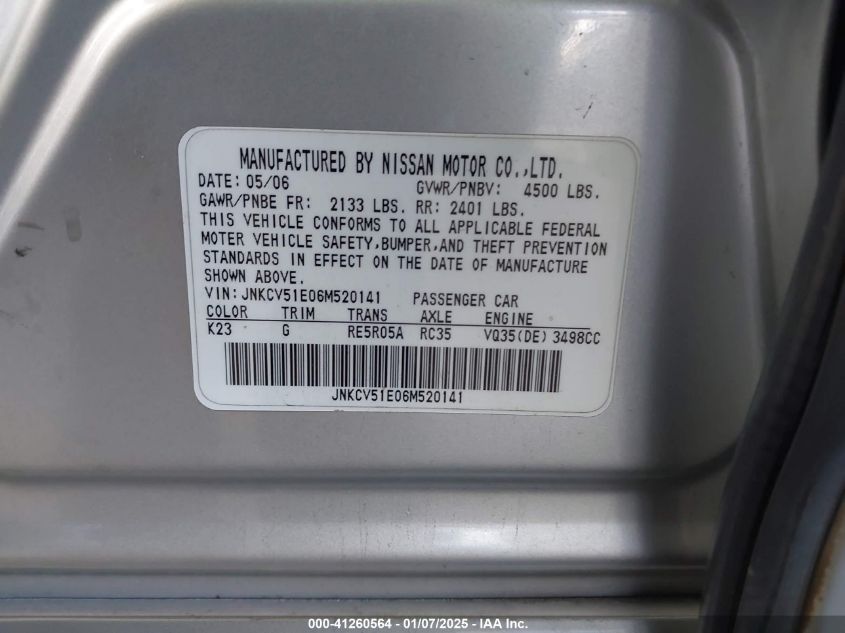 MANUFACTURED BY NISSAN MOTOR CO.,LTD.
DATE: 05/06 GVWR/PNBV: 4500 LBS.
GAWR/PNBE FR: 2133 LBS. RR: 2401 LBS.
THIS VEHICLE CONFORMS TO ALL APPLICABLE FEDERAL
MOTER VEHICLE SAFETY,BUMPER,AND THEFT PREVENTION
STANDARDS IN EFFECT ON THE DATE OF MANUFACTURE
SHOWN ABOVE.
VIN:JNKCV51E06M520141 PASSENGER CAR
COLOR TRIM TRANS AXLE ENGINE
K23 G RE5R05A RC35 VQ35(DE) 3498CC
JNKCV51E06M520141
000-41260564 - 01/07/2025 - IAA Inc.